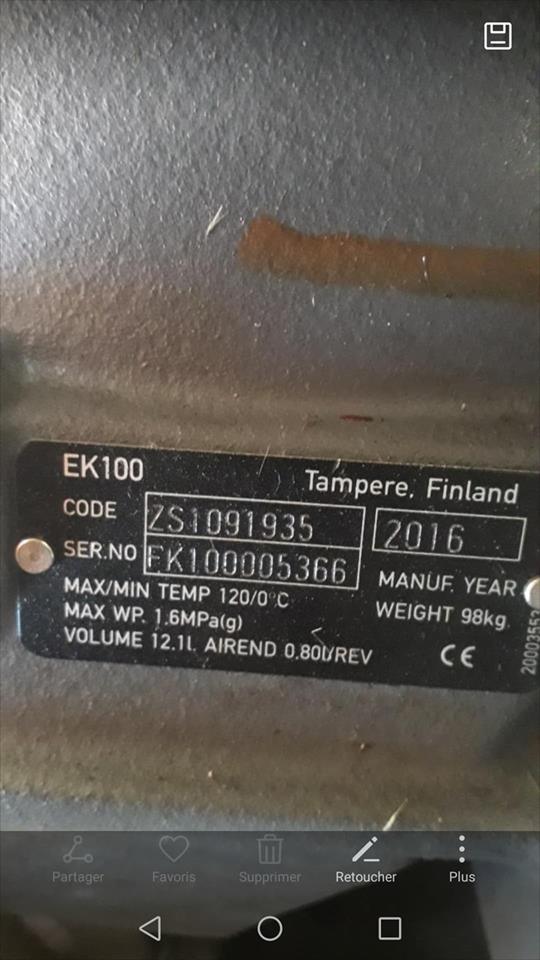 EK100
Tampere, Finland
CODE ZS1091935 2016
SER.NO EK100005366 MANUF. YEAR
MAX/MIN TEMP 120/0°C WEIGHT 98kg
MAX WP. 1.6MPa(g)
VOLUME 12.1l. AIREND 0.80l/REV CE
Partager Favoris Supprimer Retoucher Plus